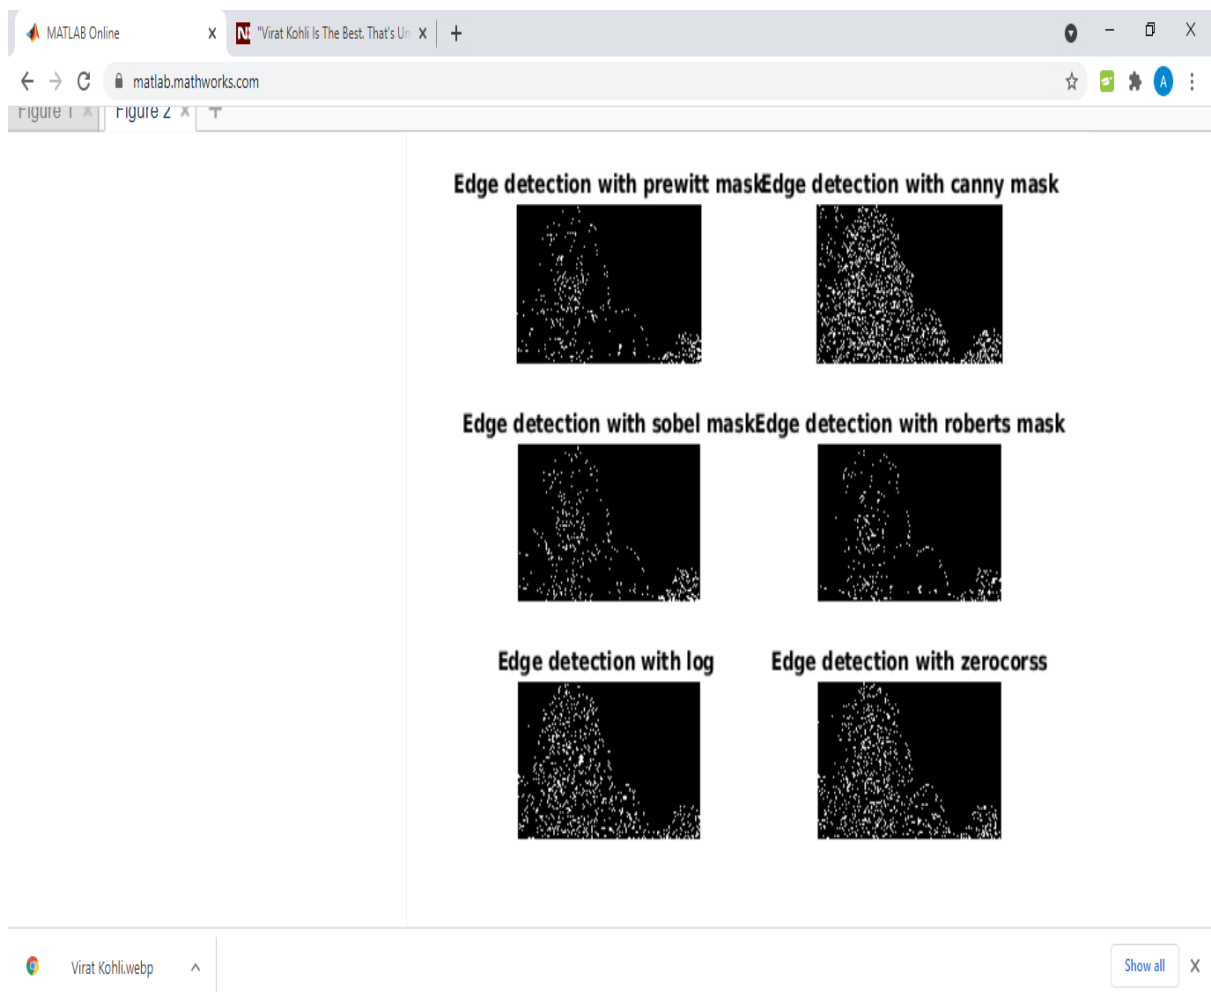 MATLAB Online
"Virat Kohli Is The Best. That's Un
matlab.mathworks.com
A
Figure 1
Figure 2
Edge detection with prewitt mask
Edge detection with canny mask
Edge detection with sobel mask
Edge detection with roberts mask
Edge detection with log
Edge detection with zerocorss
Virat Kohli.webp
Show all